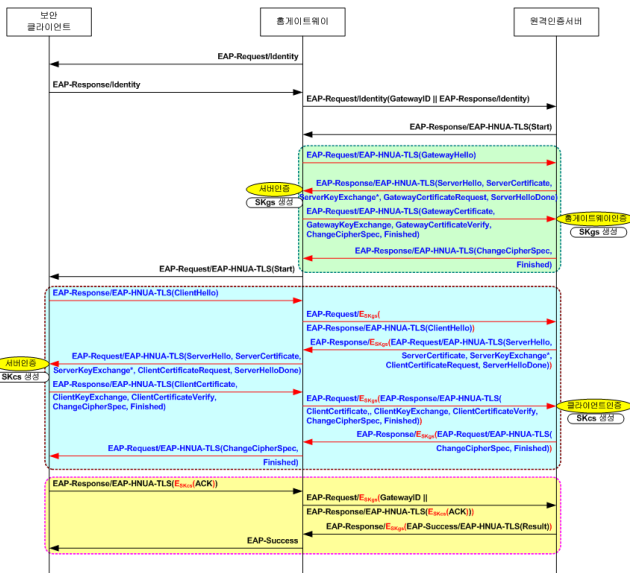 보안
클라이언트
홈게이트웨이
원격인증서버
EAP-Request/Identity
EAP-Response/Identity
EAP-Request/Identity(GatewayID || EAP-Response/Identity)
EAP-Response/EAP-HNUA-TLS(Start)
EAP-Request/EAP-HNUA-TLS(GatewayHello)
EAP-Response/EAP-HNUA-TLS(ServerHello, ServerCertificate,
ServerKeyExchange*, GatewayCertificateRequest, ServerHelloDone)
서버인증
SKgs 생성
EAP-Request/EAP-HNUA-TLS(GatewayCertificate,
GatewayKeyExchange, GatewayCertificateVerify,
ChangeCipherSpec, Finished)
홈게이트웨이인증
SKgs 생성
EAP-Response/EAP-HNUA-TLS(ChangeCipherSpec,
Finished)
EAP-Request/EAP-HNUA-TLS(Start)
EAP-Response/EAP-HNUA-TLS(ClientHello)
EAP-Request/ESKgs(
EAP-Response/EAP-HNUA-TLS(ClientHello))
EAP-Response/ESKgs(EAP-Request/EAP-HNUA-TLS(ServerHello,
ServerCertificate, ServerKeyExchange*,
ClientCertificateRequest, ServerHelloDone))
EAP-Request/EAP-HNUA-TLS(ServerHello, ServerCertificate,
ServerKeyExchange*, ClientCertificateRequest, ServerHelloDone)
서버인증
SKcs 생성
EAP-Response/EAP-HNUA-TLS(ClientCertificate,
ClientKeyExchange, ClientCertificateVerify,
ChangeCipherSpec, Finished)
EAP-Request/ESKgs(EAP-Response/EAP-HNUA-TLS(
ClientCertificate,, ClientKeyExchange, ClientCertificateVerify,
ChangeCipherSpec, Finished))
클라이언트인증
SKcs 생성
EAP-Response/ESKgs(EAP-Request/EAP-HNUA-TLS(
ChangeCipherSpec, Finished))
EAP-Request/EAP-HNUA-TLS(ChangeCipherSpec,
Finished)
EAP-Response/EAP-HNUA-TLS(ESKcs(ACK))
EAP-Request/ESKgs(GatewayID ||
EAP-Response/EAP-HNUA-TLS(ESKcs(ACK)))
EAP-Response/ESKgs(EAP-Success/EAP-HNUA-TLS(Result))
EAP-Success